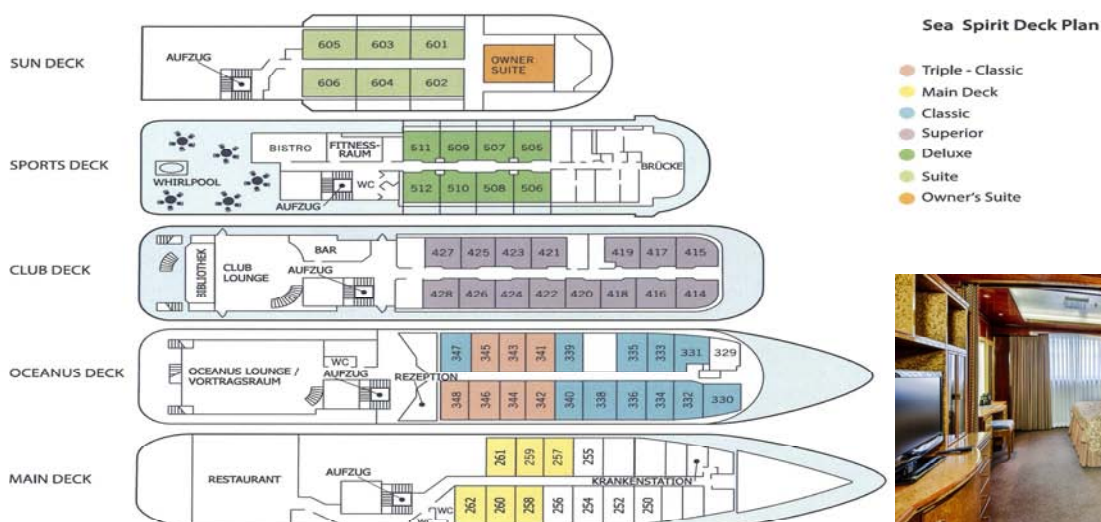 Sea Spirit Deck Plan
Triple - Classic
Main Deck
Classic
Superior
Deluxe
Suite
Owner's Suite
SUN DECK
AUFZUG
605 603 601
606 604 602
OWNER
SUITE
SPORTS DECK
WHIRLPOOL
BISTRO
FITNESS-
RAUM
WC
AUFZUG
511 509 507 505
512 510 508 506
BRÜCKE
CLUB DECK
BIBLIOTHEK
CLUB
LOUNGE
BAR
AUFZUG
427 425 423 421 419 417 415
428 426 424 422 420 418 416 414
OCEANUS DECK
OCEANUS LOUNGE /
VORTRAGSRAUM
WC
AUFZUG
REZEPTION
347 345 343 341 339 335 333 331 329
348 346 344 342 340 338 336 334 332 330
MAIN DECK
RESTAURANT
AUFZUG
WC
WC
261 259 257 255
KRANKENSTATION
262 260 258 256 254 252 250